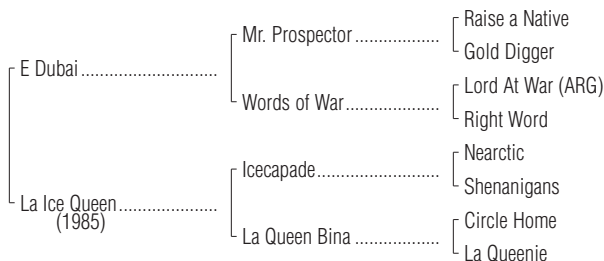 Raise a Native
Mr. Prospector ...................
Gold Digger
E Dubai ..............................
Lord At War (ARG)
Words of War .....................
Right Word
Nearctic
Icecapade ...........................
Shenanigans
La Ice Queen .....................
(1985)
Circle Home
La Queen Bina ...................
La Queenie